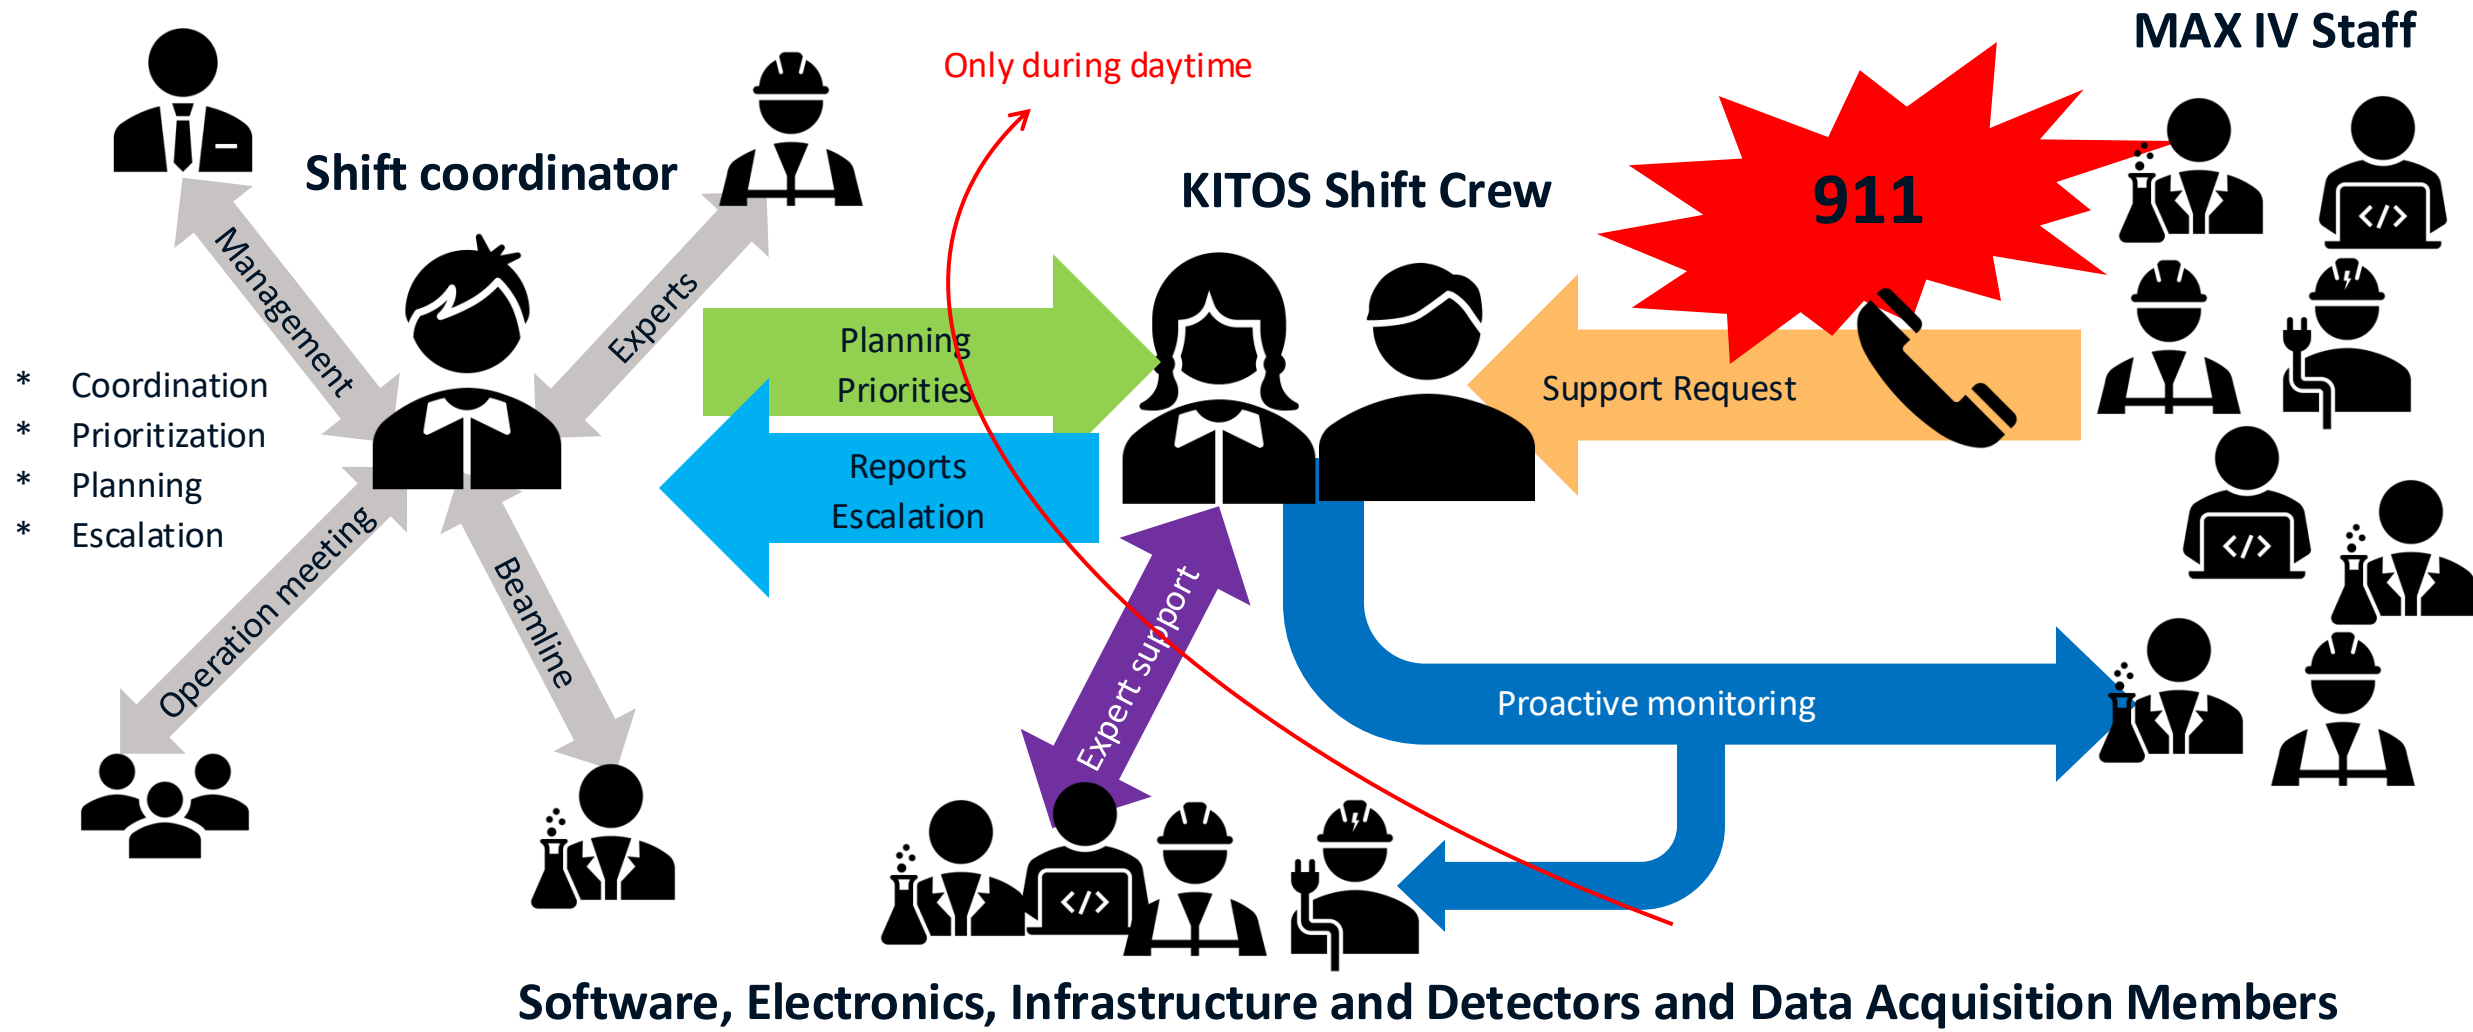 MAX IV Staff
Only during daytime
Shift coordinator
KITOS Shift Crew
911
Management
Experts
Planning
Priorities
Support Request
* Coordination
* Prioritization
* Planning
* Escalation
Reports
Escalation
Operation meeting
Beamline
Expert support
Proactive monitoring
</>
</>
</>
Software, Electronics, Infrastructure and Detectors and Data Acquisition Members